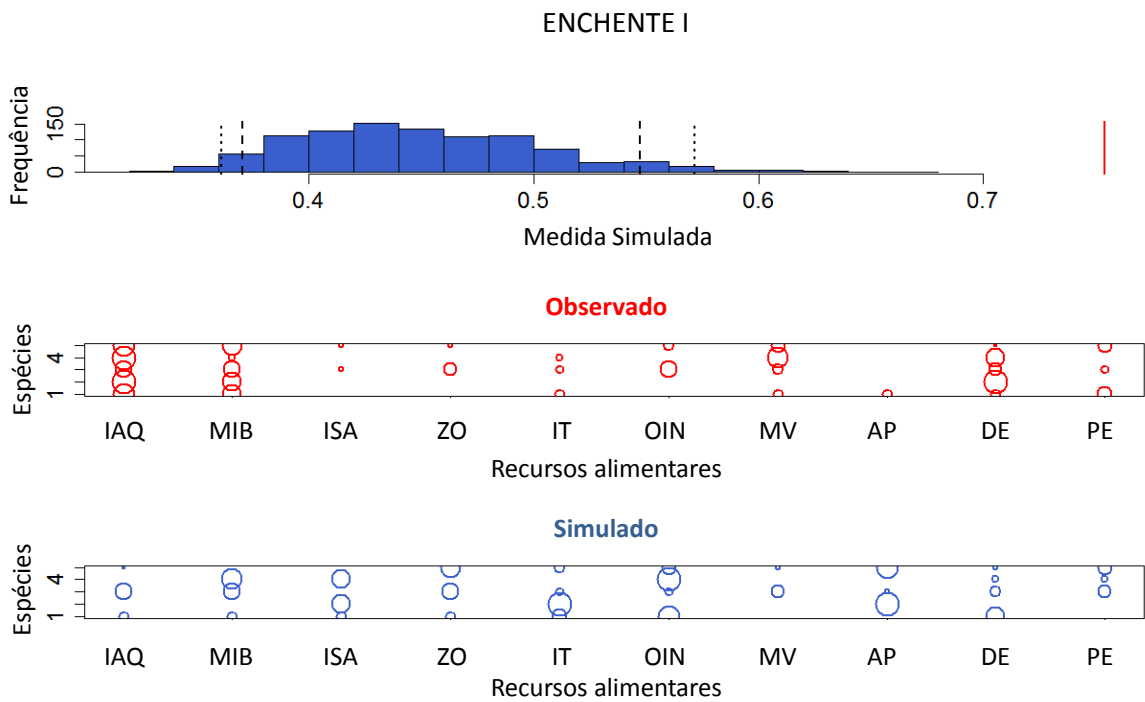 ENCHENTE I
Frequência
150
0
0.4 0.5 0.6 0.7
Medida Simulada
Observado
Espécies
4
1
IAQ MIB ISA ZO IT OIN MV AP DE PE
Recursos alimentares
Simulado
Espécies
4
1
IAQ MIB ISA ZO IT OIN MV AP DE PE
Recursos alimentares